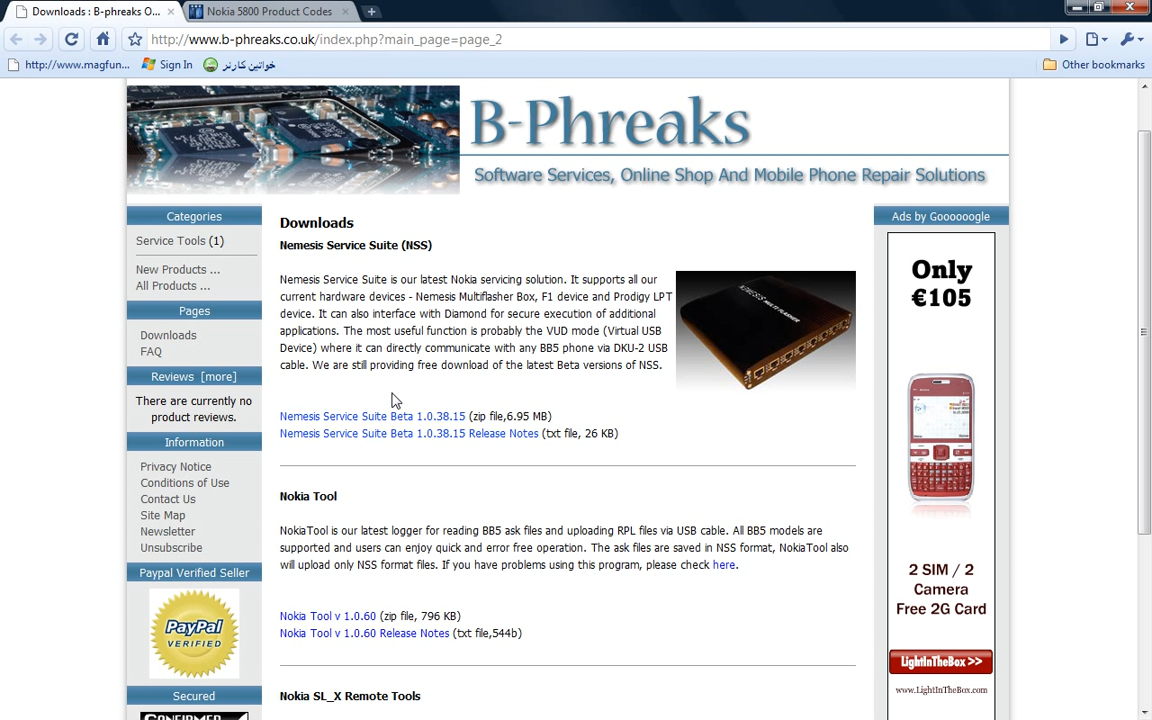 Downloads : B-phreaks O...
Nokia 5800 Product Codes
http://www.b-phreaks.co.uk/index.php?main_page=page_2
http://www.magfun...
Sign In
خواتين كارنر
Other bookmarks
B-Phreaks
Software Services, Online Shop And Mobile Phone Repair Solutions
Categories
Service Tools (1)
New Products ...
All Products ...
Pages
Downloads
FAQ
Reviews [more]
There are currently no
product reviews.
Information
Privacy Notice
Conditions of Use
Contact Us
Site Map
Newsletter
Unsubscribe
Paypal Verified Seller
PayPal
VERIFIED
Secured
CONFIRMED
Downloads
Nemesis Service Suite (NSS)
Nemesis Service Suite is our latest Nokia servicing solution. It supports all our
current hardware devices - Nemesis Multiflasher Box, F1 device and Prodigy LPT
device. It can also interface with Diamond for secure execution of additional
applications. The most useful function is probably the VUD mode (Virtual USB
Device) where it can directly communicate with any BB5 phone via DKU-2 USB
cable. We are still providing free download of the latest Beta versions of NSS.
NEMESIS MULTI FLASHER
Nemesis Service Suite Beta 1.0.38.15 (zip file,6.95 MB)
Nemesis Service Suite Beta 1.0.38.15 Release Notes (txt file, 26 KB)
Nokia Tool
NokiaTool is our latest logger for reading BB5 ask files and uploading RPL files via USB cable. All BB5 models are
supported and users can enjoy quick and error free operation. The ask files are saved in NSS format, NokiaTool also
will upload only NSS format files. If you have problems using this program, please check here.
Nokia Tool v 1.0.60 (zip file, 796 KB)
Nokia Tool v 1.0.60 Release Notes (txt file,544b)
Nokia SL_X Remote Tools
Ads by Goooooogle
Only
€105
2 SIM / 2
Camera
Free 2G Card
LightInTheBox >>
www.LightInTheBox.com